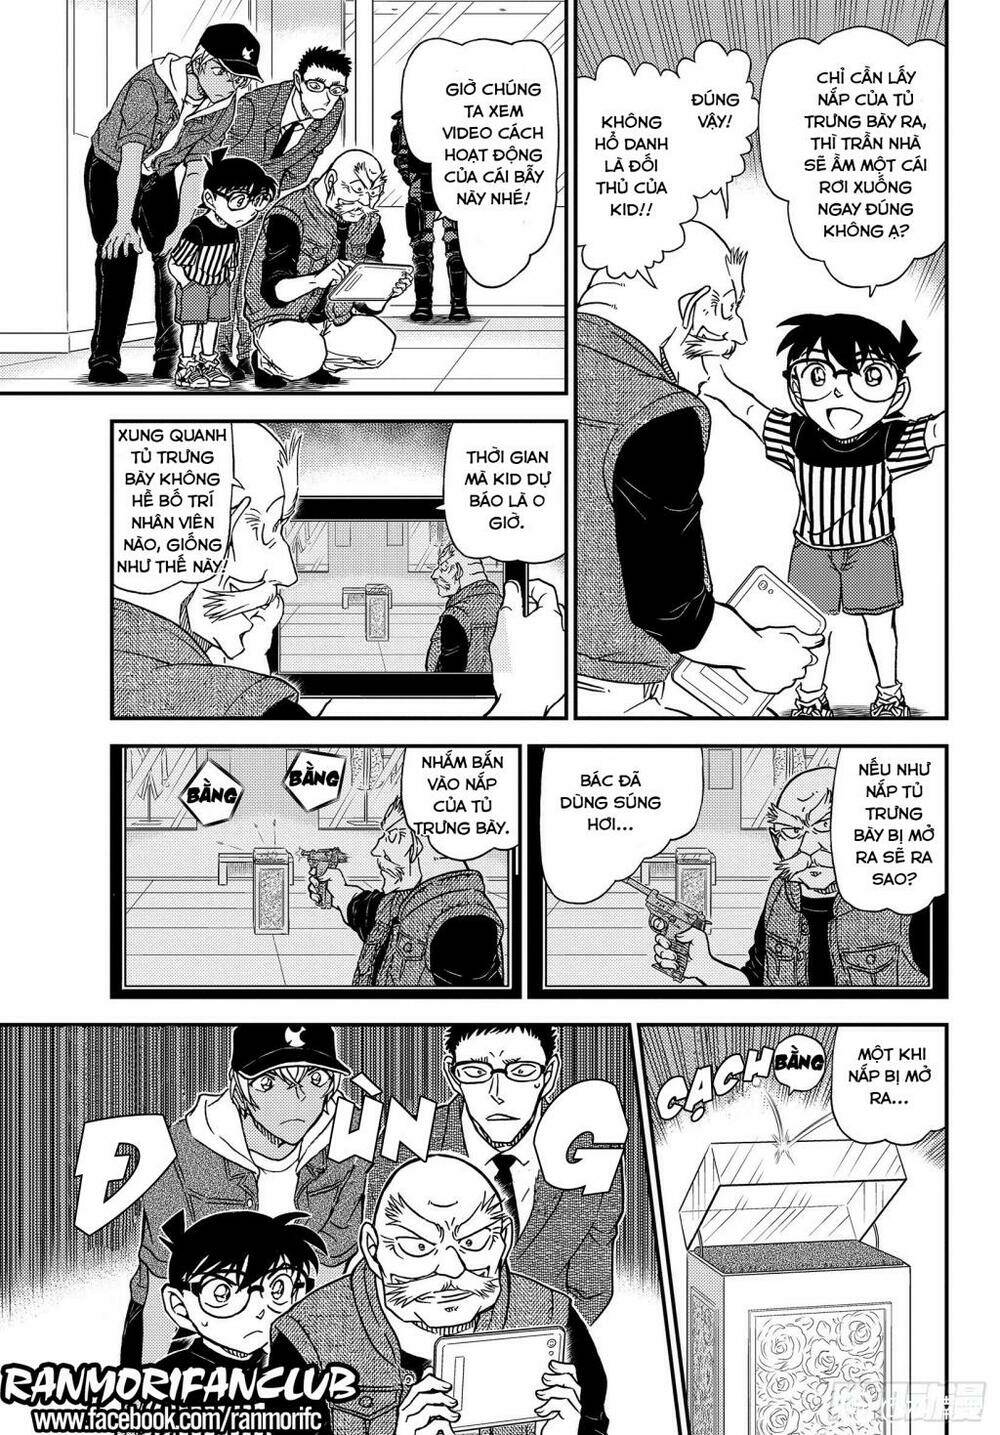 CHỈ CẦN LẤY
NẮP CỦA TỦ
TRƯNG BÀY RA,
THÌ TRẦN NHÀ
SẼ ẦM MỘT CÁI
RƠI XUỐNG
NGAY ĐÚNG
KHÔNG Ạ?
ĐÚNG
VẬY!
KHÔNG
HỔ DANH
LÀ ĐỐI
THỦ CỦA
KID!!
GIỜ CHÚNG
TA XEM
VIDEO CÁCH
HOẠT ĐỘNG
CỦA CÁI BẪY
NÀY NHÉ!
THỜI GIAN
MÀ KID DỰ
BÁO LÀ 0
GIỜ.
XUNG QUANH
TỦ TRƯNG
BÀY KHÔNG
HỀ BỐ TRÍ
NHÂN VIÊN
NÀO, GIỐNG
NHƯ THẾ NÀY!
NẾU NHƯ
NẮP TỦ
TRƯNG
BÀY BỊ MỞ
RA SẼ RA
SAO?
BÁC ĐÃ
DÙNG SÚNG
HƠI...
NHẮM BẮN
VÀO NẮP
CỦA TỦ
TRƯNG BÀY.
BẰNG
BẰNG
MỘT KHI
NẮP BỊ MỞ
RA...
BẰNG
CẠCH
ĐÙNG
RANMORIFANCLUB
www.facebook.com/ranmorifc